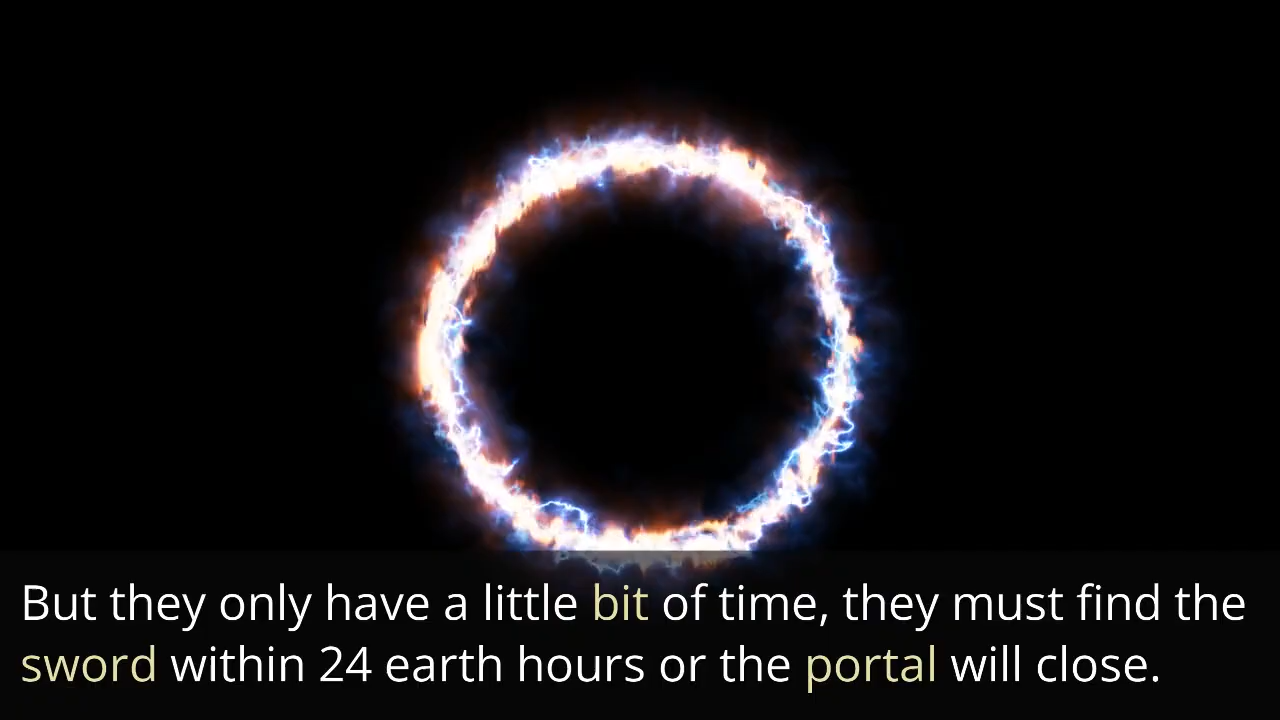 But they only have a little bit of time, they must find the
sword within 24 earth hours or the portal will close.